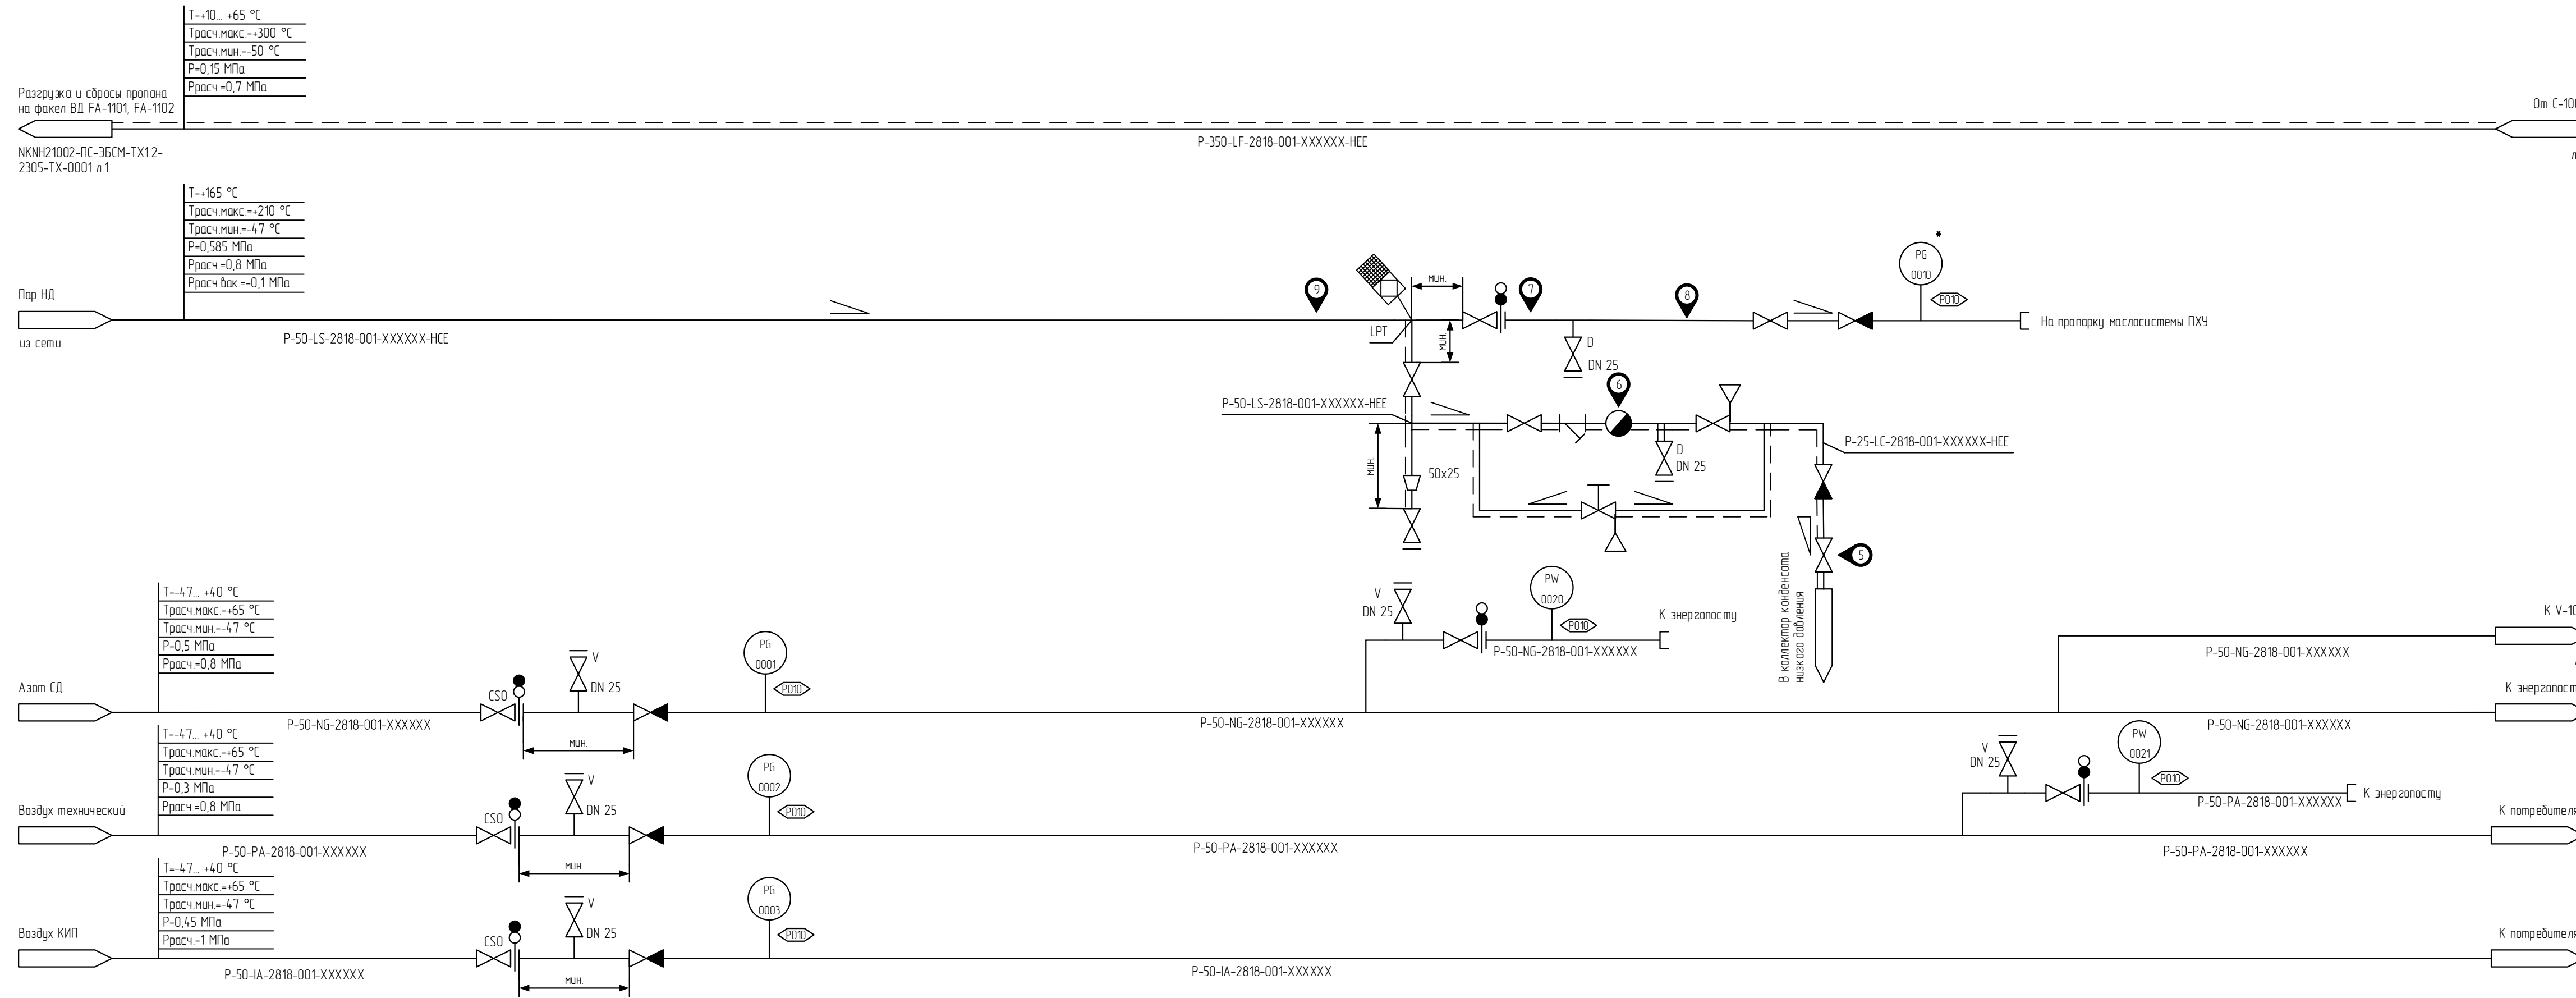 T=+10... +65 °C
Tрасч.макс.=+300 °C
Tрасч.мин.=-50 °C
P=0,15 МПа
Pрасч.=0,7 МПа
Разгрузка и сбросы пропана
на факел ВД FA-1101, FA-1102
NKNH21002-ПС-ЭБСМ-ТХ1.2-
2305-ТХ-0001 л.1
P-350-LF-2818-001-XXXXXX-HEE
T=+165 °C
Tрасч.макс.=+210 °C
Tрасч.мин.=-47 °C
P=0,585 МПа
Pрасч.=0,8 МПа
Pрасч.вак.=-0,1 МПа
Пар НД
из сети
P-50-LS-2818-001-XXXXXX-HCE
9
LPT
мин.
мин.
7
8
D
DN 25
PG
0010
*
P010
На пропарку маслосистемы ПХУ
P-50-LS-2818-001-XXXXXX-HEE
6
D
DN 25
P-25-LC-2818-001-XXXXXX-HEE
мин.
50x25
5
В коллектор конденсата
низкого давления
T=-47... +40 °C
Tрасч.макс.=+65 °C
Tрасч.мин.=-47 °C
P=0,5 МПа
Pрасч.=0,8 МПа
Азот СД
P-50-NG-2818-001-XXXXXX
CSO
V
DN 25
мин.
PG
0001
P010
P-50-NG-2818-001-XXXXXX
V
DN 25
PW
0020
P010
P-50-NG-2818-001-XXXXXX
К энергопосту
P-50-NG-2818-001-XXXXXX
P-50-NG-2818-001-XXXXXX
T=-47... +40 °C
Tрасч.макс.=+65 °C
Tрасч.мин.=-47 °C
P=0,3 МПа
Pрасч.=0,8 МПа
Воздух технический
P-50-PA-2818-001-XXXXXX
CSO
V
DN 25
мин.
PG
0002
P010
P-50-PA-2818-001-XXXXXX
V
DN 25
PW
0021
P010
P-50-PA-2818-001-XXXXXX
К энергопосту
P-50-PA-2818-001-XXXXXX
T=-47... +40 °C
Tрасч.макс.=+65 °C
Tрасч.мин.=-47 °C
P=0,45 МПа
Pрасч.=1 МПа
Воздух КИП
P-50-IA-2818-001-XXXXXX
CSO
V
DN 25
мин.
PG
0003
P010
P-50-IA-2818-001-XXXXXX
От
К
К
К
К